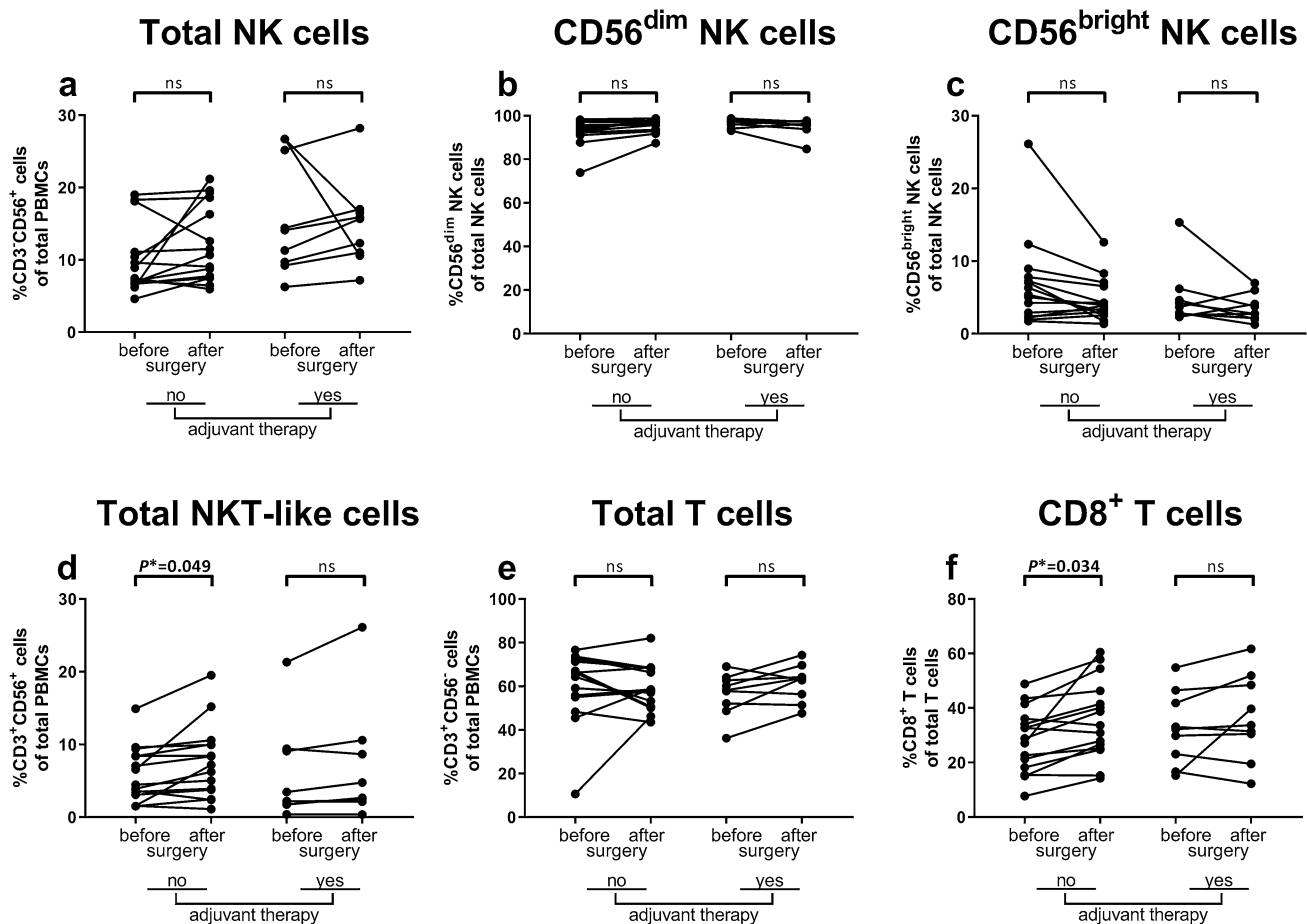 Total NK cells
CD56dim NK cells
CD56bright NK cells
a
ns
ns
%CD3-CD56+ cells
of total PBMCs
30
20
10
0
before after
surgery
before after
surgery
no
yes
adjuvant therapy
b
ns
ns
%CD56dim NK cells
of total NK cells
100
80
60
40
20
0
before after
surgery
before after
surgery
no
yes
adjuvant therapy
c
ns
ns
%CD56bright NK cells
of total NK cells
30
20
10
0
before after
surgery
before after
surgery
no
yes
adjuvant therapy
Total NKT-like cells
Total T cells
CD8+ T cells
d
P*=0.049
ns
%CD3+CD56+ cells
of total PBMCs
30
20
10
0
before after
surgery
before after
surgery
no
yes
adjuvant therapy
e
ns
ns
%CD3+CD56- cells
of total PBMCs
100
80
60
40
20
0
before after
surgery
before after
surgery
no
yes
adjuvant therapy
f
P*=0.034
ns
%CD8+ T cells
of total T cells
80
60
40
20
0
before after
surgery
before after
surgery
no
yes
adjuvant therapy